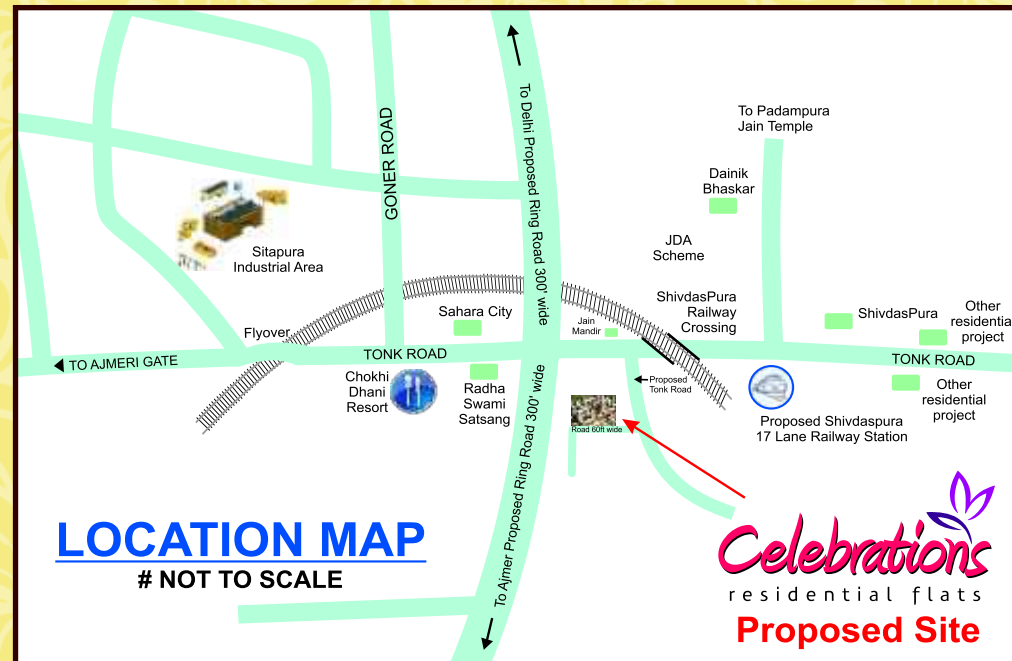 To Padampura
Jain Temple
To Delhi Proposed Ring Road 300' wide
GONER ROAD
Dainik
Bhaskar
JDA
Scheme
Sitapura
Industrial Area
ShivdasPura
Railway
Crossing
Sahara City
Jain
Mandir
ShivdasPura
Other
residential
project
Flyover
TO AJMERI GATE
TONK ROAD
TONK ROAD
Chokhi
Dhani
Resort
Radha
Swami
Satsang
Proposed
Tonk Road
Other
residential
project
Road 60ft wide
Proposed Shivdaspura
17 Lane Railway Station
To Ajmer Proposed Ring Road 300' wide
LOCATION MAP
# NOT TO SCALE
Celebrations
residential flats
Proposed Site